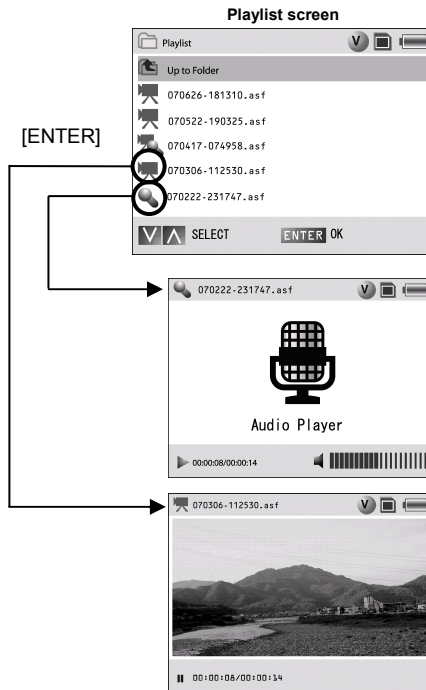 Playlist screen
Playlist V
Up to Folder
070626-181310.asf
070522-190325.asf
[ENTER]
070417-074958.asf
070306-112530.asf
070222-231747.asf
SELECT ENTER OK
070222-231747.asf V
Audio Player
00:00:08/00:00:14
070306-112530.asf V
00:00:08/00:00:14